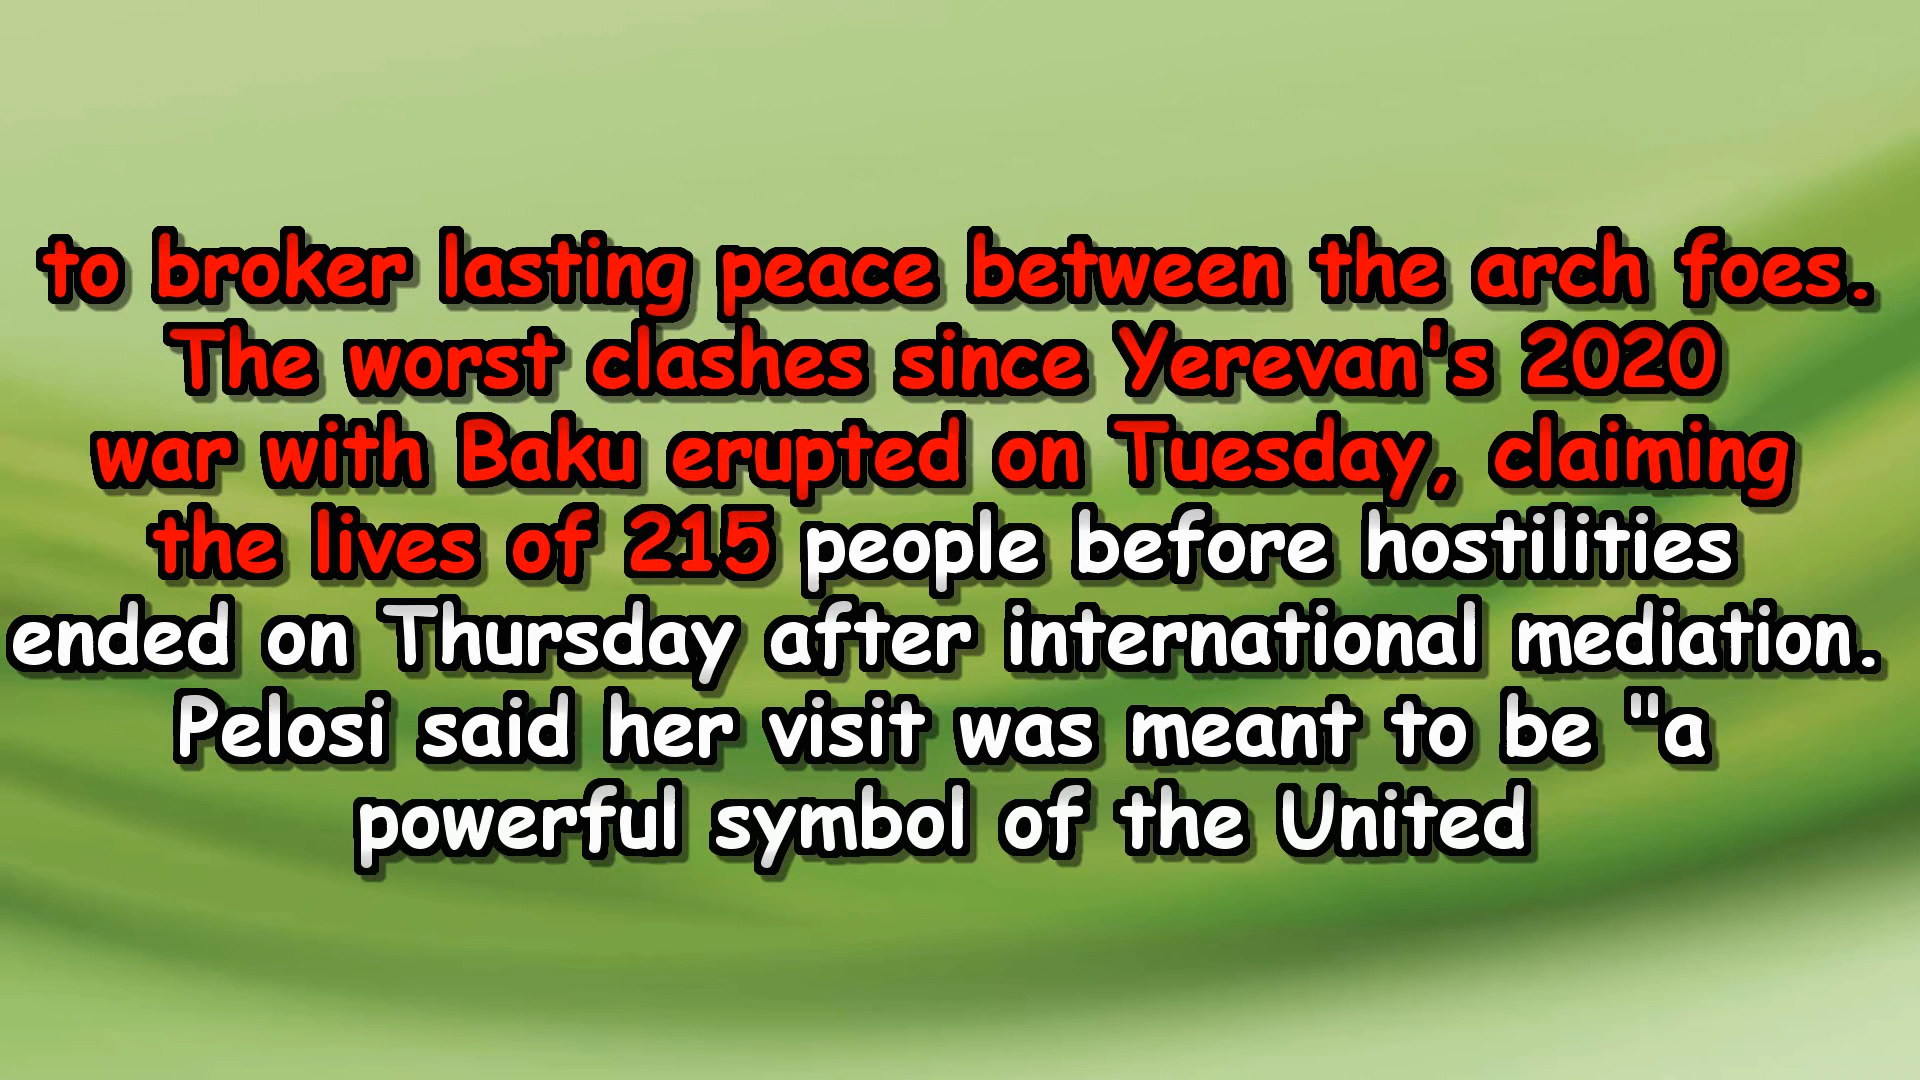 to broker lasting peace between the arch foes.
The worst clashes since Yerevan's 2020
war with Baku erupted on Tuesday, claiming
the lives of 215 people before hostilities
ended on Thursday after international mediation.
Pelosi said her visit was meant to be "a
powerful symbol of the United